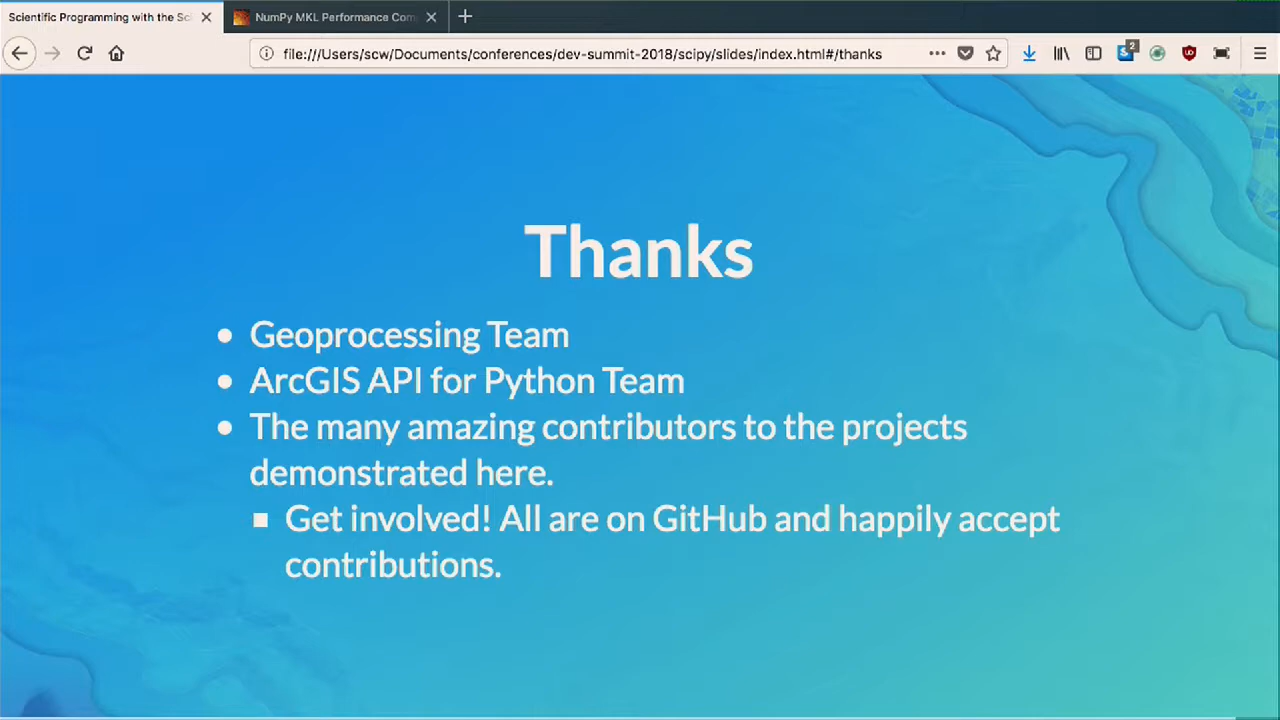 Scientific Programming with the Sc
NumPy MKL Performance Com
file:///Users/scw/Documents/conferences/dev-summit-2018/scipy/slides/index.html#/thanks
2
Thanks
Geoprocessing Team
ArcGIS API for Python Team
The many amazing contributors to the projects
demonstrated here.
Get involved! All are on GitHub and happily accept
contributions.